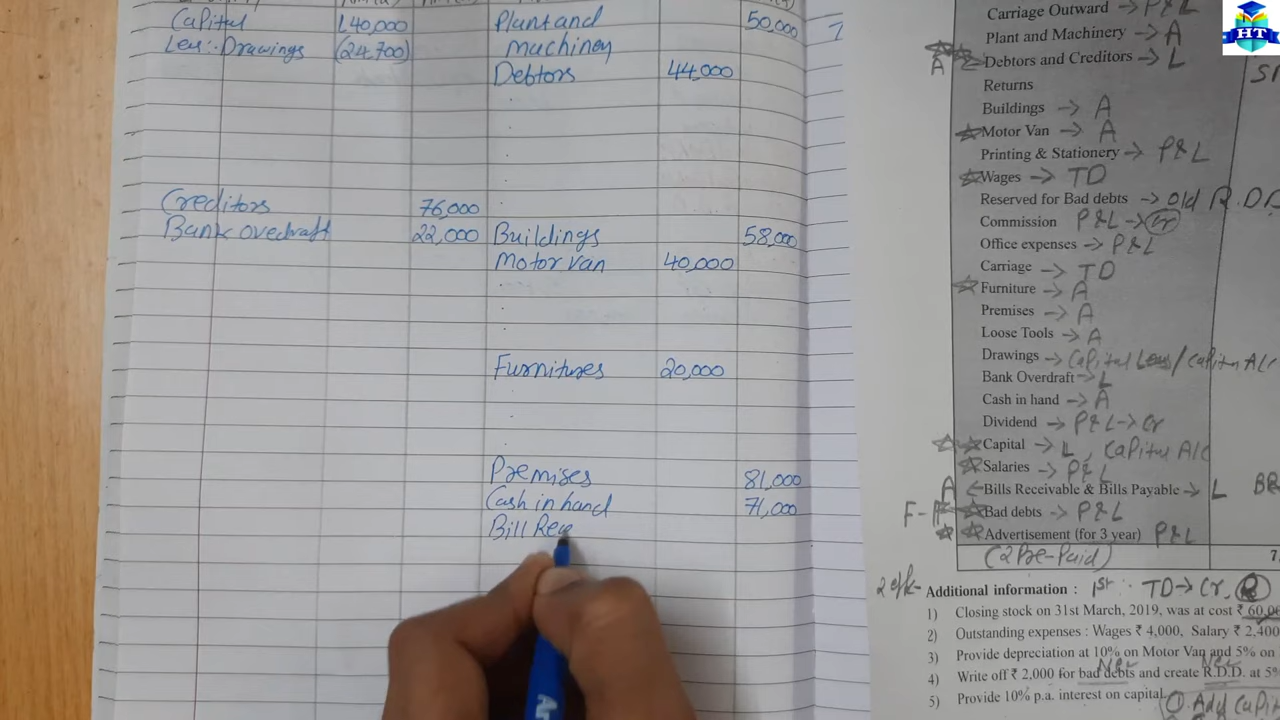 Capital 1,40,000 Plant and 50,000
Less: Drawings (24,700) machiney
Debtors 44,000
Creditors 76,000
Bank ovedraft 22,000 Buildings 58,000
Motor van 40,000
Furnitures 20,000
Premises 81,000
Cash in hand 71,000
Bill Rec
HT
Carriage Outward → P&L
Plant and Machinery → A
A Debtors and Creditors → L
Returns
Buildings → A
Motor Van → A
Printing & Stationery → P&L
Wages → TD
Reserved for Bad debts → Old R.D.D
Commission P&L → Cr
Office expenses → P&L
Carriage → TD
Furniture → A
Premises → A
Loose Tools → A
Drawings → Capital Less / Capital A/c
Bank Overdraft → L
Cash in hand → A
Dividend → P&L → Cr
Capital → L, Capital A/c
Salaries → P&L
A Bills Receivable & Bills Payable → L
Bad debts → P&L
Advertisement (for 3 year) P&L
(2 Pre-Paid)
Additional information : 1st : TD → Cr,
1) Closing stock on 31st March, 2019, was at cost ₹ 60,0
2) Outstanding expenses : Wages ₹ 4,000, Salary ₹ 2,400
3) Provide depreciation at 10% on Motor Van and 5% on
4) Write off ₹ 2,000 for bad debts and create R.D.D. at 5%
5) Provide 10% p.a. interest on capital. Add Capi